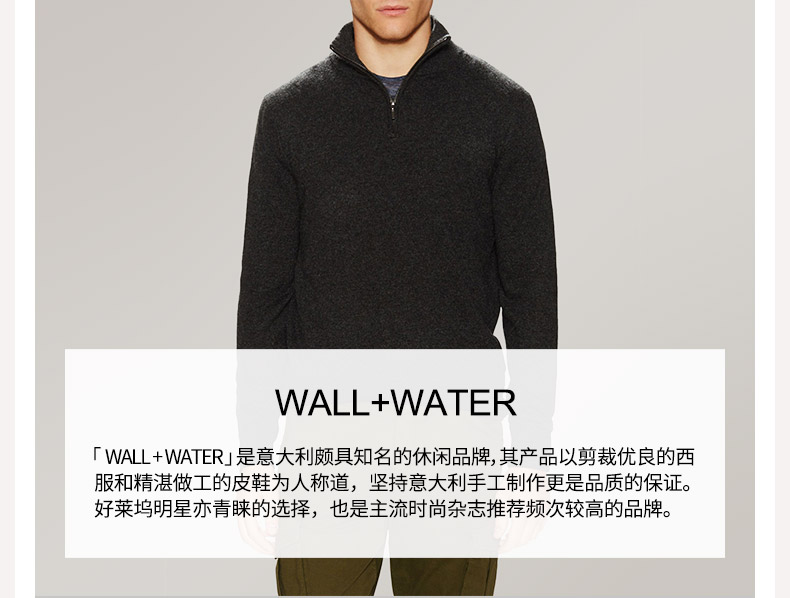 WALL+WATER
「WALL+WATER」是意大利颇具知名的休闲品牌,其产品以剪裁优良的西
服和精湛做工的皮鞋为人称道，坚持意大利手工制作更是品质的保证。
好莱坞明星亦青睐的选择，也是主流时尚杂志推荐频次较高的品牌。